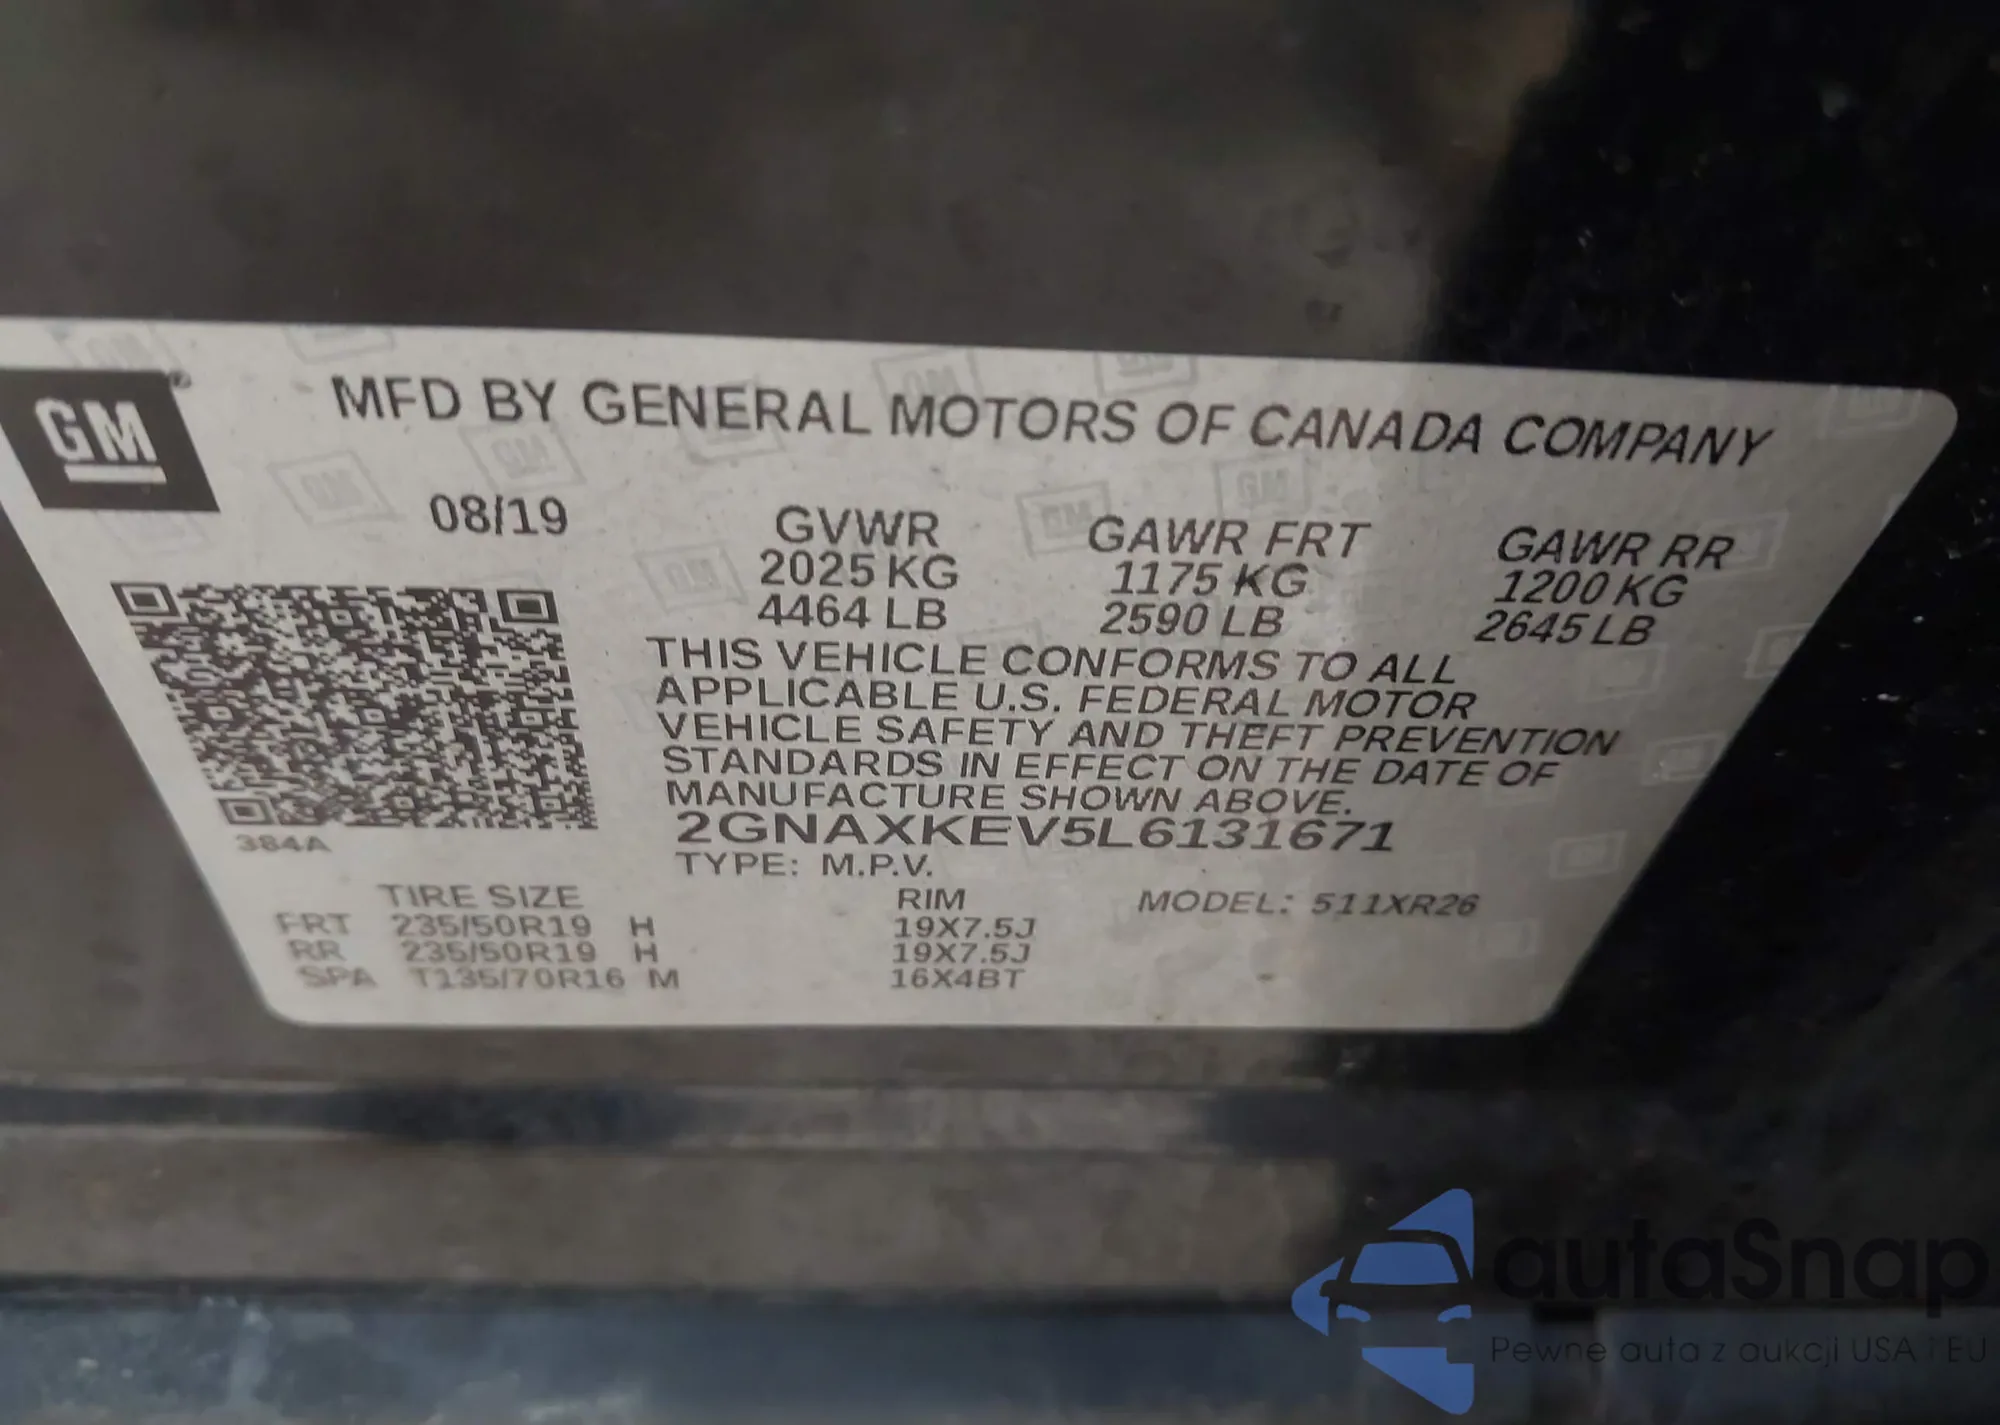 GM
MFD BY GENERAL MOTORS OF CANADA COMPANY
08/19
GVWR GAWR FRT GAWR RR
2025 KG 1175 KG 1200 KG
4464 LB 2590 LB 2645 LB
THIS VEHICLE CONFORMS TO ALL
APPLICABLE U.S. FEDERAL MOTOR
VEHICLE SAFETY AND THEFT PREVENTION
STANDARDS IN EFFECT ON THE DATE OF
MANUFACTURE SHOWN ABOVE.
2GNAXKEV5L6131671
384A
TYPE: M.P.V.
TIRE SIZE RIM MODEL: 511XR26
FRT 235/50R19 H 19X7.5J
RR 235/50R19 H 19X7.5J
SPA T135/70R16 M 16X4BT
autaSnap
Pewne auta z aukcji USA i EU